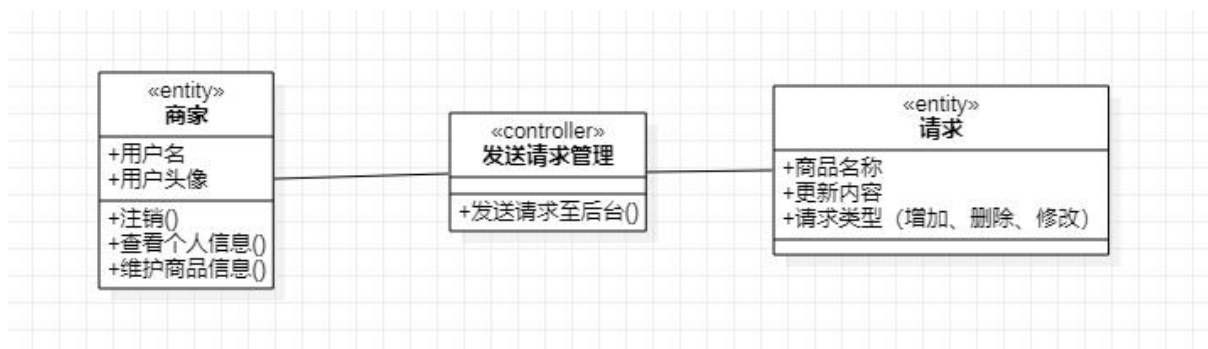 «entity»
商家
+用户名
+用户头像
+注销()
+查看个人信息()
+维护商品信息()
«controller»
发送请求管理
+发送请求至后台()
«entity»
请求
+商品名称
+更新内容
+请求类型（增加、删除、修改）